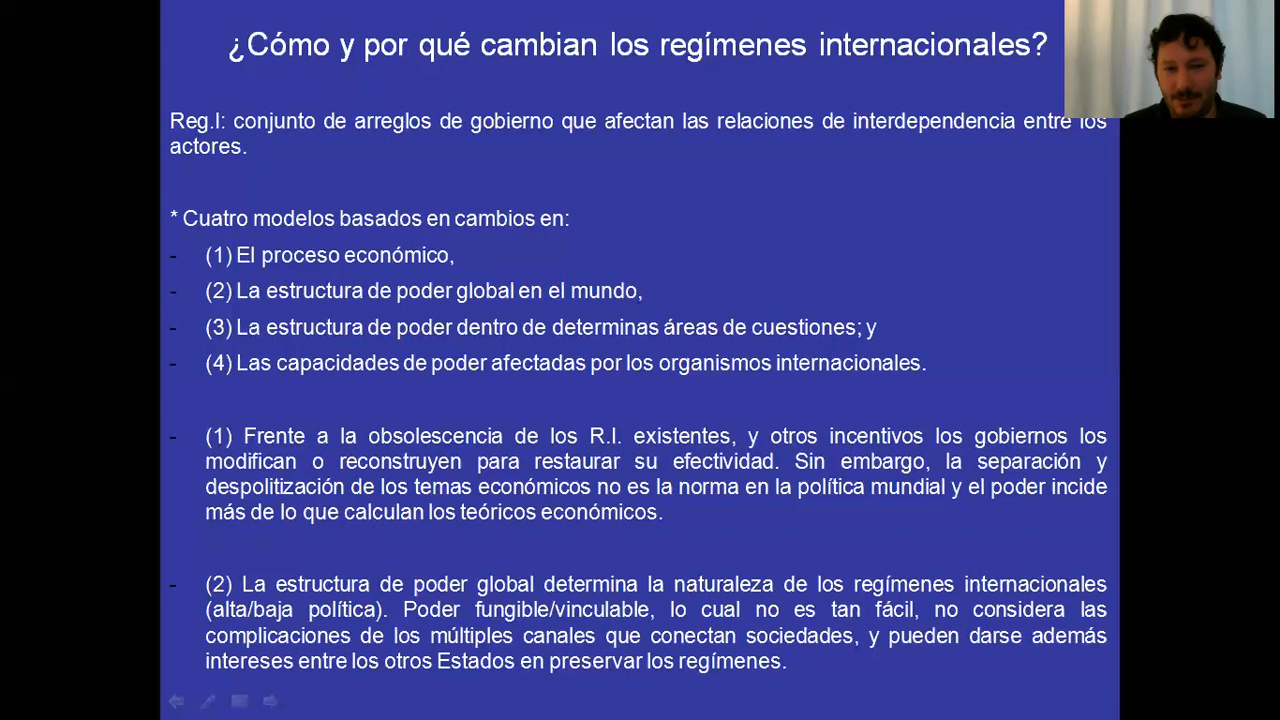 ¿Cómo y por qué cambian los regímenes internacionales?
Reg.I: conjunto de arreglos de gobierno que afectan las relaciones de interdependencia entre los
actores.
* Cuatro modelos basados en cambios en:
- (1) El proceso económico,
- (2) La estructura de poder global en el mundo,
- (3) La estructura de poder dentro de determinas áreas de cuestiones; y
- (4) Las capacidades de poder afectadas por los organismos internacionales.
- (1) Frente a la obsolescencia de los R.I. existentes, y otros incentivos los gobiernos los
modifican o reconstruyen para restaurar su efectividad. Sin embargo, la separación y
despolitización de los temas económicos no es la norma en la política mundial y el poder incide
más de lo que calculan los teóricos económicos.
- (2) La estructura de poder global determina la naturaleza de los regímenes internacionales
(alta/baja política). Poder fungible/vinculable, lo cual no es tan fácil, no considera las
complicaciones de los múltiples canales que conectan sociedades, y pueden darse además
intereses entre los otros Estados en preservar los regímenes.